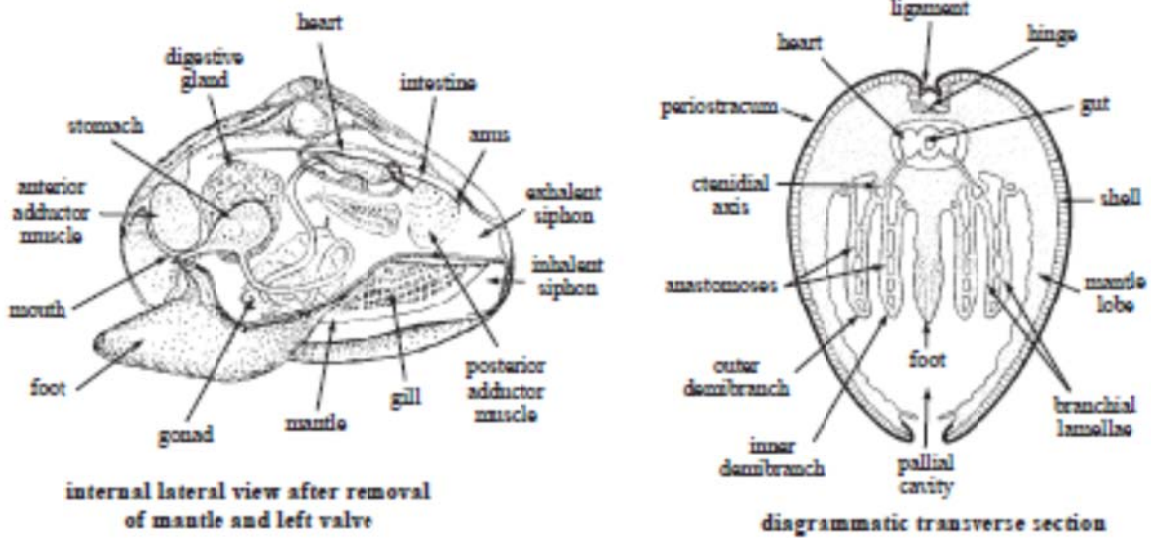 heart
digestive
gland
intestine
stomach
anus
anterior
adductor
muscle
exhalent
siphon
inhalent
siphon
mouth
foot
gonad
mantle
gill
posterior
adductor
muscle
internal lateral view after removal
of mantle and left valve
ligament
heart
hinge
periostracum
gut
ctenidial
axis
shell
anastomoses
mantle
lobe
foot
outer
demibranch
branchial
lamellae
inner
demibranch
pallial
cavity
diagrammatic transverse section